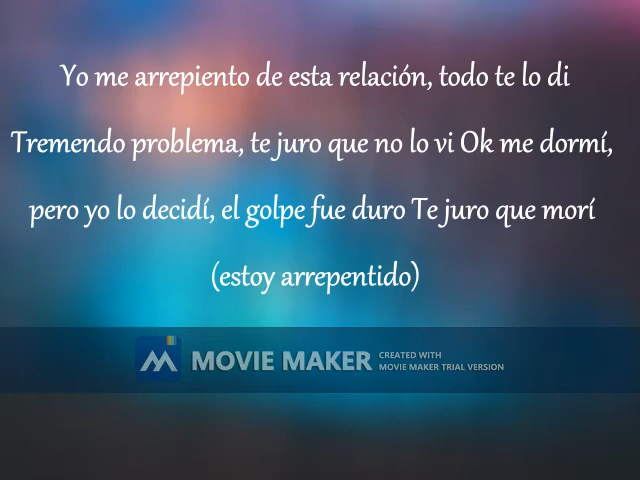 Yo me arrepiento de esta relación, todo te lo di
Tremendo problema, te juro que no lo vi Ok me dormí,
pero yo lo decidí, el golpe fue duro Te juro que morí
(estoy arrepentido)
MOVIE MAKER
CREATED WITH
MOVIE MAKER TRIAL VERSION